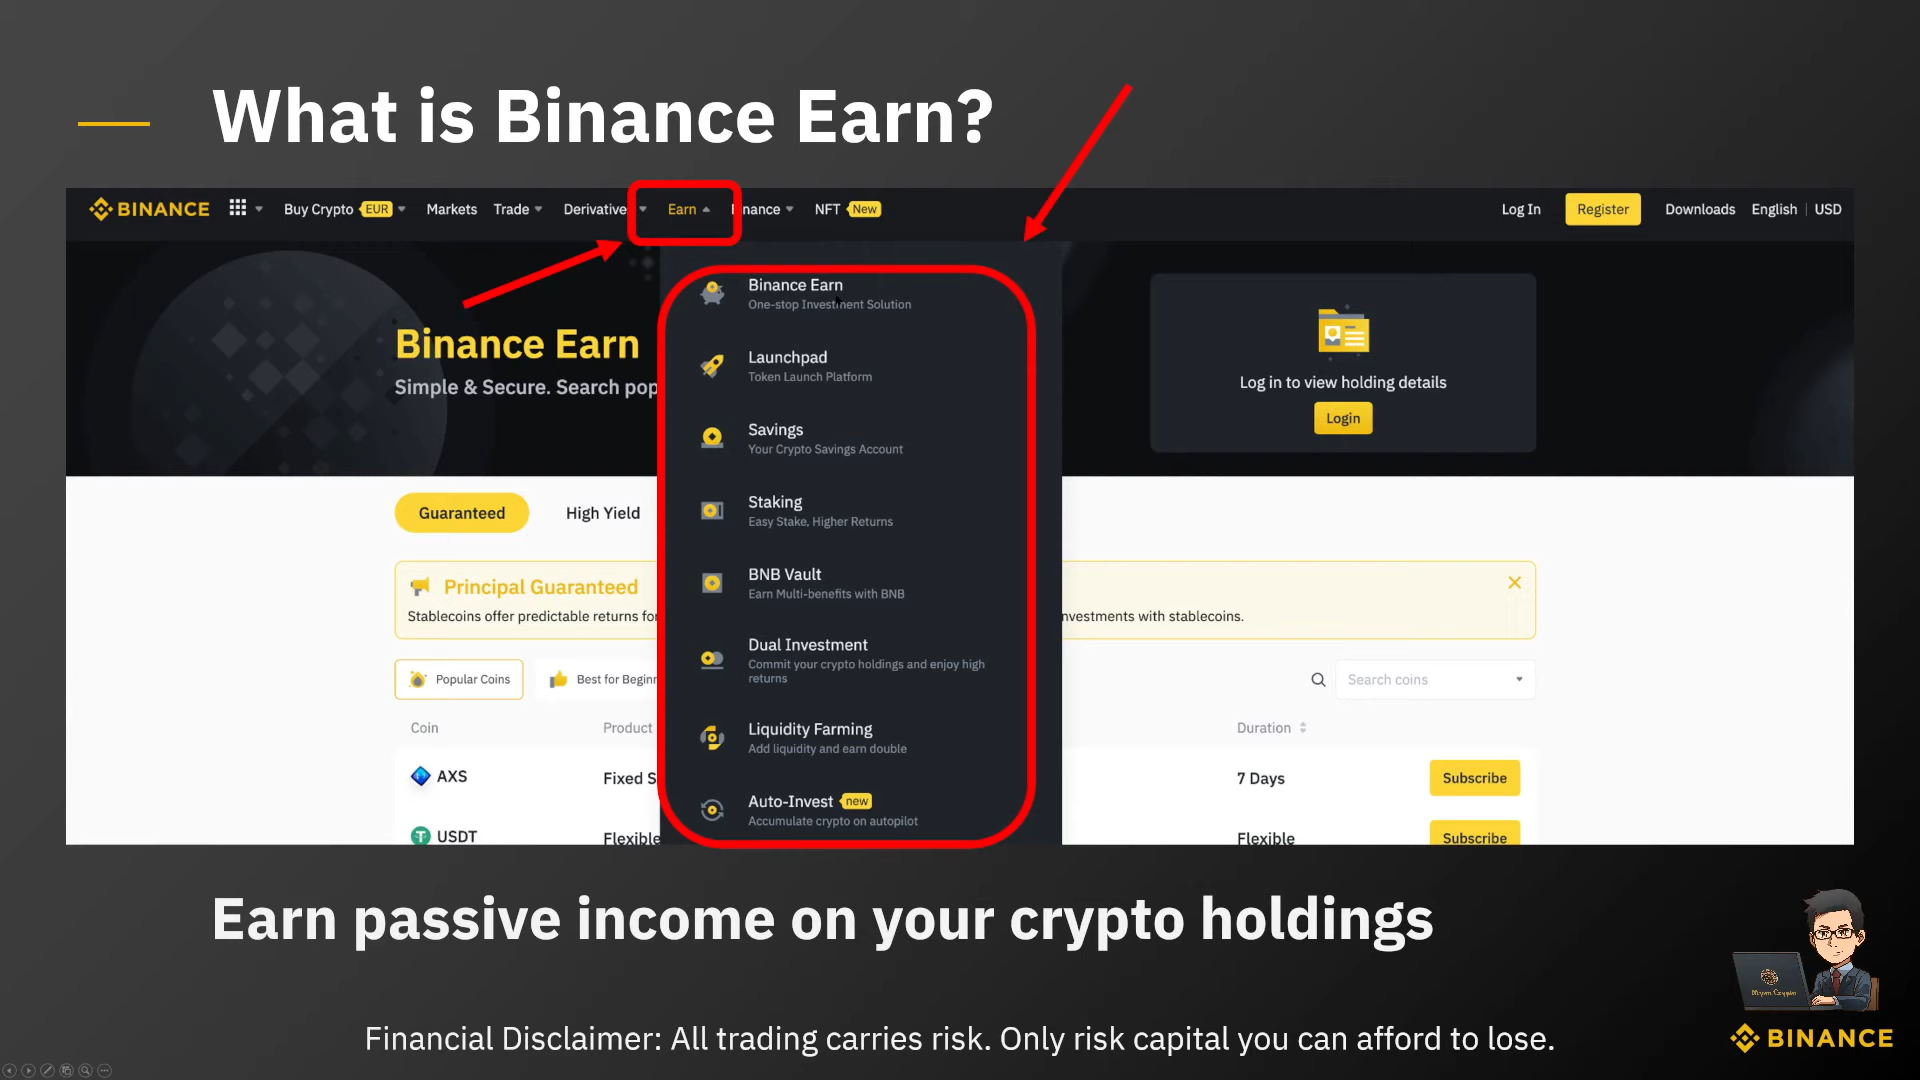 What is Binance Earn?
BINANCE
Buy Crypto EUR
Markets
Trade
Earn
NFT New
Log In
Register
Downloads
English
USD
Binance Earn
Simple & Secure. Search
Binance Earn
One-stop Investment Solution
Launchpad
Token Launch Platform
Savings
Your Crypto Savings Account
Staking
Easy Stake, Higher Returns
BNB Vault
Earn Multi-benefits with BNB
Dual Investment
Commit your crypto holdings and enjoy high
returns
Liquidity Farming
Add liquidity and earn double
Auto-Invest new
Accumulate crypto on autopilot
Log in to view holding details
Login
Guaranteed
High Yield
Principal Guaranteed
Stablecoins offer predictable returns
with stablecoins.
Popular Coins
Best for
Search coins
Coin
Product
Duration
AXS
Fixed
7 Days
Subscribe
USDT
Flexible
Flexible
Subscribe
Earn passive income on your crypto holdings
Financial Disclaimer: All trading carries risk. Only risk capital you can afford to lose.
BINANCE